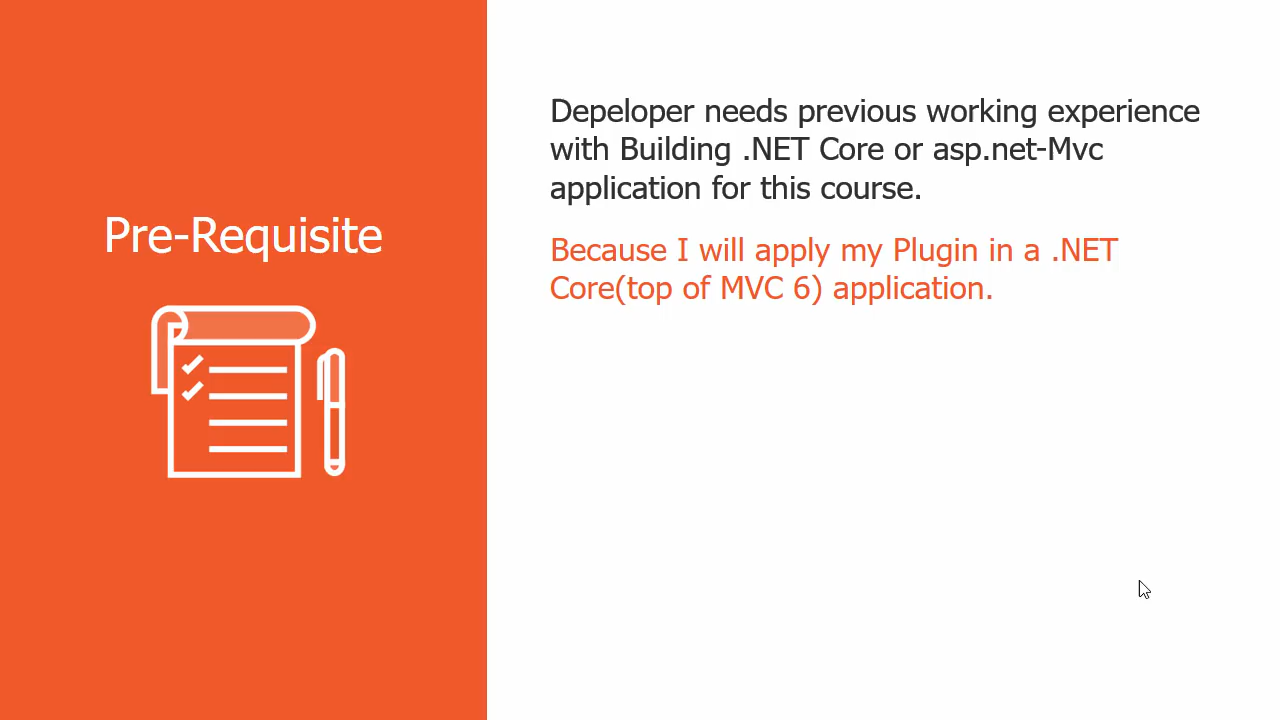 Pre-Requisite
Depeloper needs previous working experience
with Building .NET Core or asp.net-Mvc
application for this course.
Because I will apply my Plugin in a .NET
Core(top of MVC 6) application.